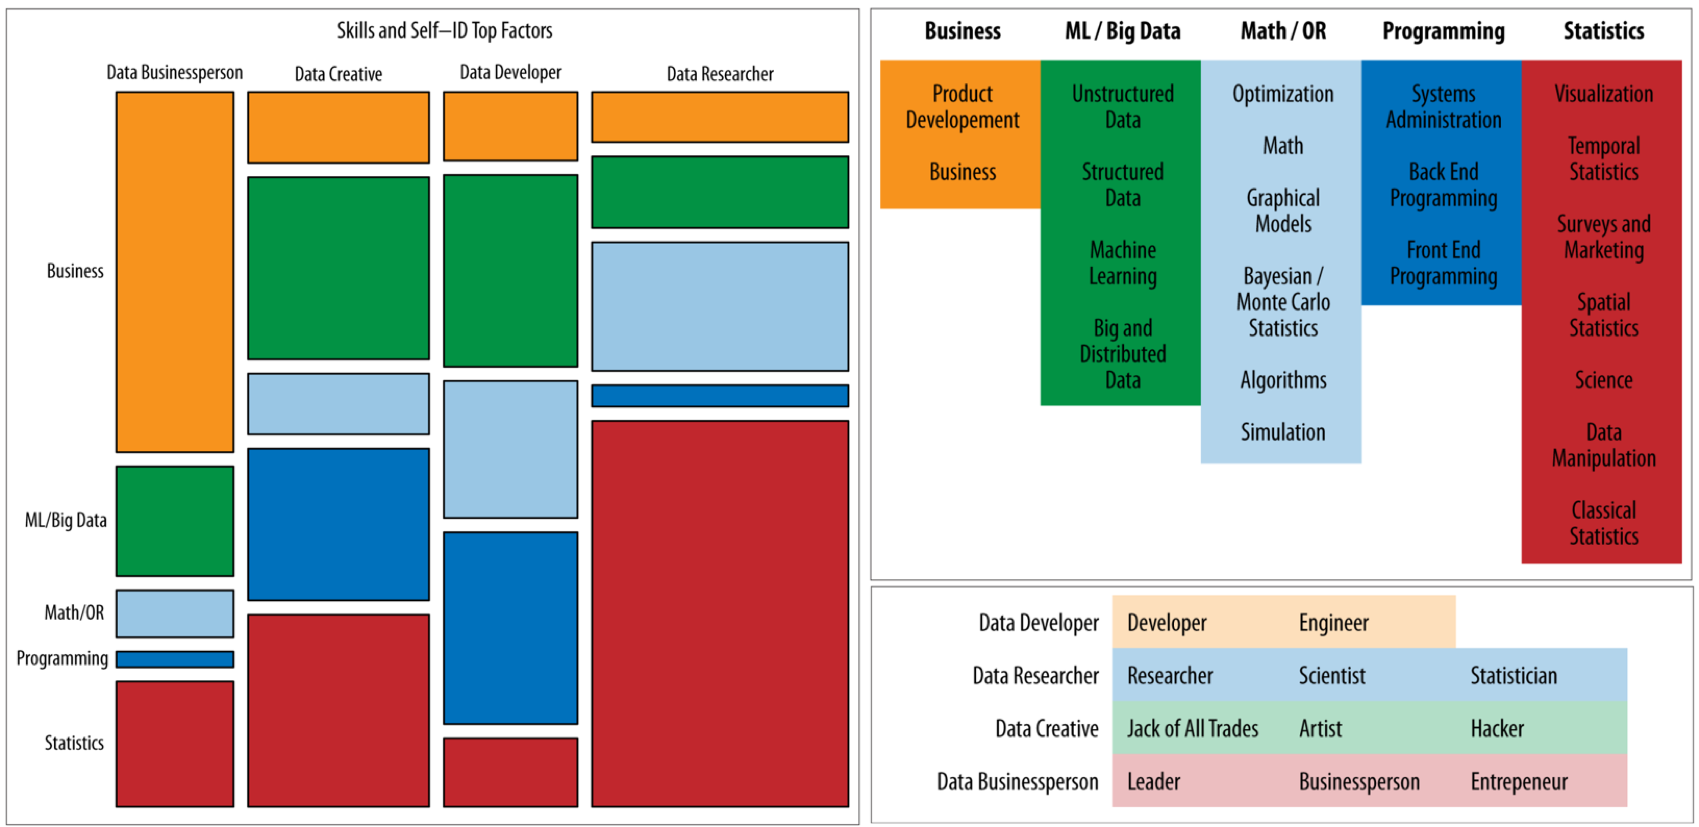 Skills and Self–ID Top Factors
Data Businessperson
Data Creative
Data Developer
Data Researcher
Business
ML/Big Data
Math/OR
Programming
Statistics
Business
ML / Big Data
Math / OR
Programming
Statistics
Product
Developement
Business
Unstructured
Data
Structured
Data
Machine
Learning
Big and
Distributed
Data
Optimization
Math
Graphical
Models
Bayesian /
Monte Carlo
Statistics
Algorithms
Simulation
Systems
Administration
Back End
Programming
Front End
Programming
Visualization
Temporal
Statistics
Surveys and
Marketing
Spatial
Statistics
Science
Data
Manipulation
Classical
Statistics
Data Developer Developer Engineer
Data Researcher Researcher Scientist Statistician
Data Creative Jack of All Trades Artist Hacker
Data Businessperson Leader Businessperson Entrepeneur